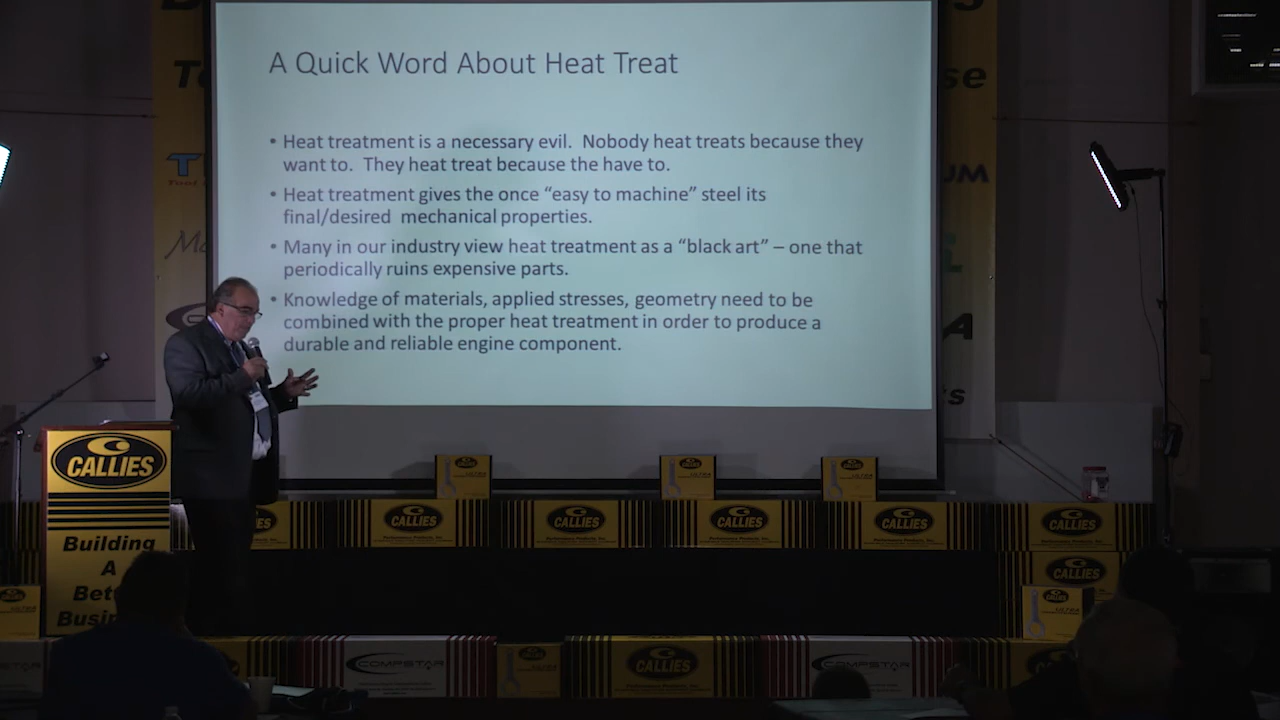 A Quick Word About Heat Treat
• Heat treatment is a necessary evil. Nobody heat treats because they
want to. They heat treat because the have to.
• Heat treatment gives the once “easy to machine” steel its
final/desired mechanical properties.
• Many in our industry view heat treatment as a “black art” – one that
periodically ruins expensive parts.
• Knowledge of materials, applied stresses, geometry need to be
combined with the proper heat treatment in order to produce a
durable and reliable engine component.
CALLIES
Building
A
CALLIES
CALLIES
CALLIES
CALLIES
CALLIES
CALLIES
COMPSTAR
CALLIES
COMPSTAR